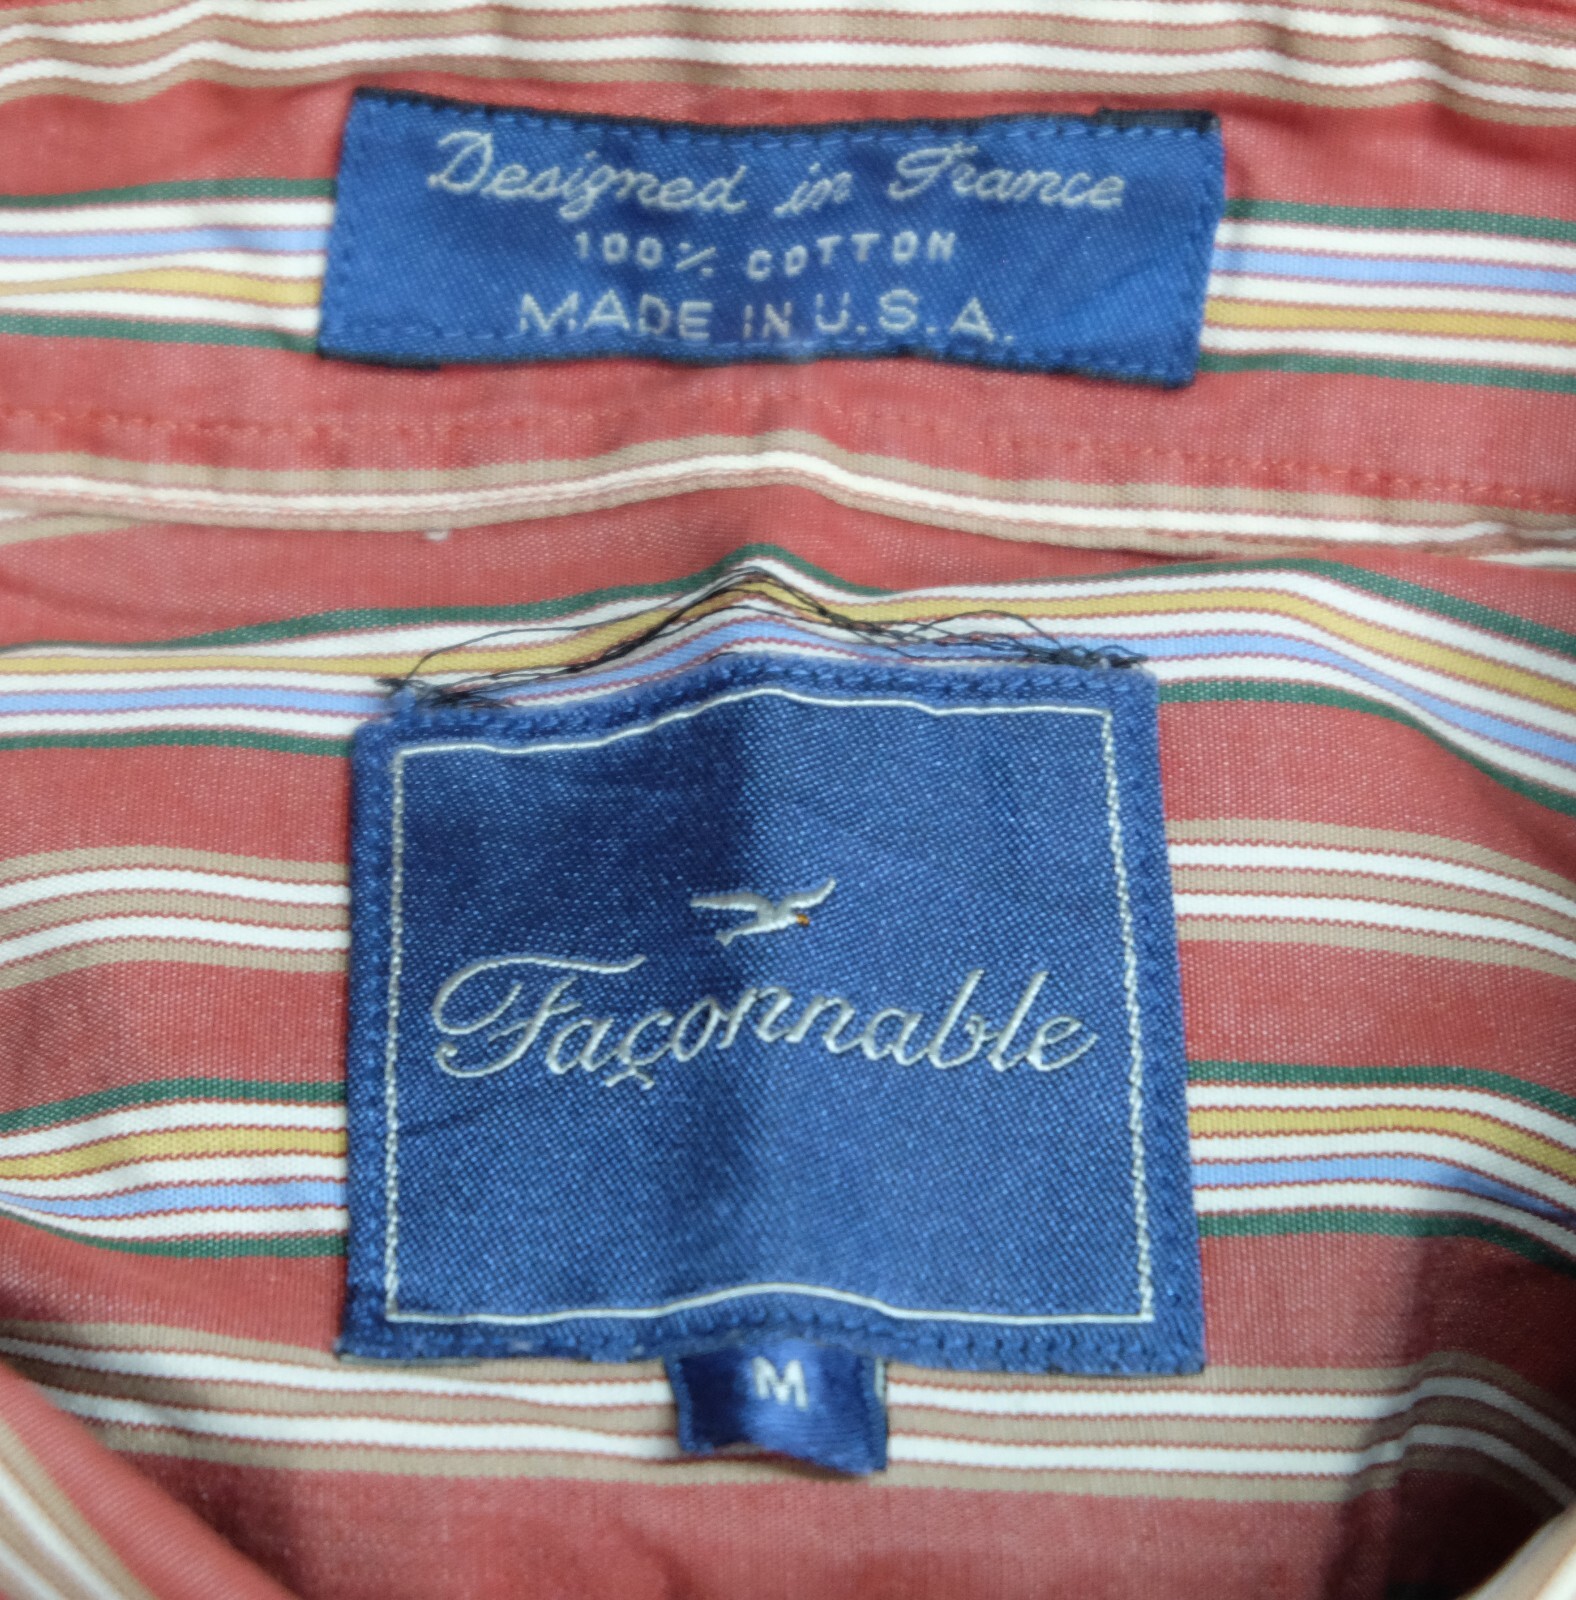 Designed in France
100% COTTON
MADE IN U.S.A.
Façonnable
M